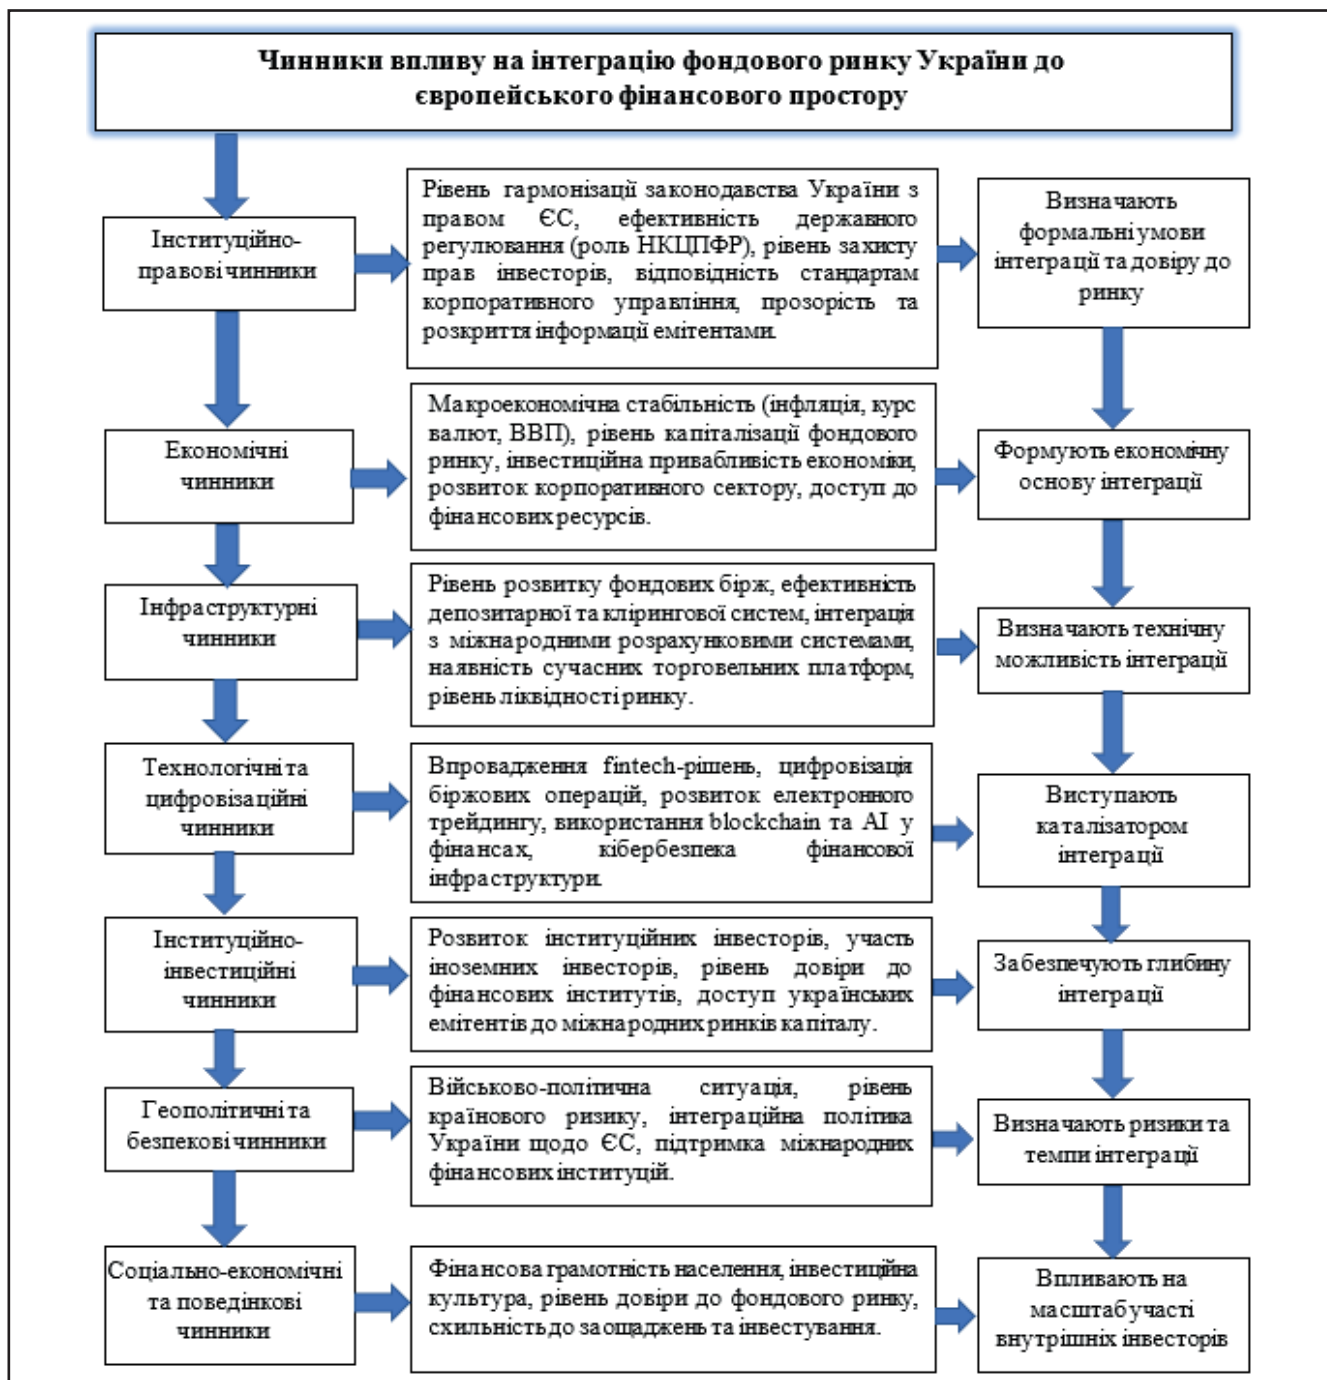 Чинники впливу на інтеграцію фондового ринку України до
європейського фінансового простору
Інституційно-
правові чинники
Рівень гармонізації законодавства України з
правом ЄС, ефективність державного
регулювання (роль НКЦПФР), рівень захисту
прав інвесторів, відповідність стандартам
корпоративного управління, прозорість та
розкриття інформації емітентами.
Визначають
формальні умови
інтеграції та довіру до
ринку
Економічні
чинники
Макроекономічна стабільність (інфляція, курс
валют, ВВП), рівень капіталізації фондового
ринку, інвестиційна привабливість економіки,
розвиток корпоративного сектору, доступ до
фінансових ресурсів.
Формують економічну
основу інтеграції
Інфраструктурні
чинники
Рівень розвитку фондових бірж, ефективність
депозитарної та клірингової систем, інтеграція
з міжнародними розрахунковими системами,
наявність сучасних торговельних платформ,
рівень ліквідності ринку.
Визначають технічну
можливість інтеграції
Технологічні та
цифровізаційні
чинники
Впровадження fintech-рішень, цифровізація
біржових операцій, розвиток електронного
трейдингу, використання blockchain та AI у
фінансах, кібербезпека фінансової
інфраструктури.
Виступають
каталізатором
інтеграції
Інституційно-
інвестиційні
чинники
Розвиток інституційних інвесторів, участь
іноземних інвесторів, рівень довіри до
фінансових інститутів, доступ українських
емітентів до міжнародних ринків капіталу.
Забезпечують глибину
інтеграції
Геополітичні та
безпекові чинники
Військово-політична ситуація, рівень
країнового ризику, інтеграційна політика
України щодо ЄС, підтримка міжнародних
фінансових інституцій.
Визначають ризики та
темпи інтеграції
Соціально-економічні
та поведінкові
чинники
Фінансова грамотність населення, інвестиційна
культура, рівень довіри до фондового ринку,
схильність до заощаджень та інвестування.
Впливають на
масштаб участі
внутрішніх інвесторів